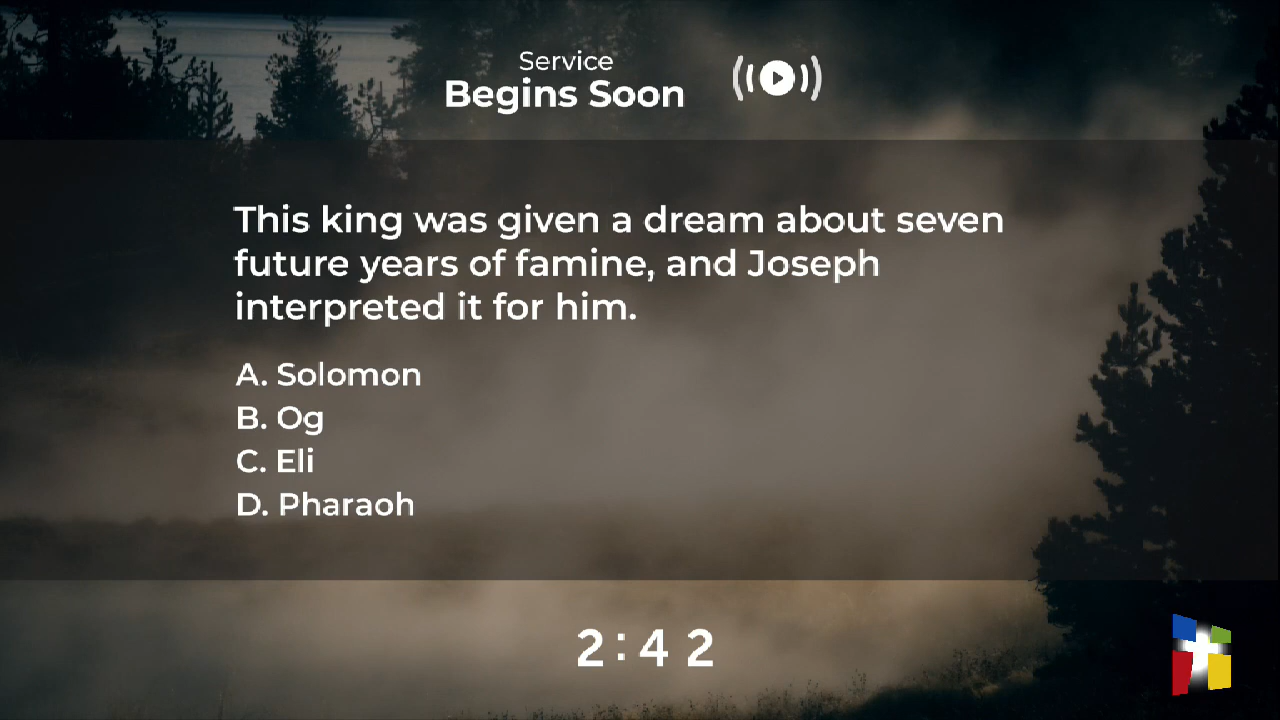 Service
Begins Soon
This king was given a dream about seven
future years of famine, and Joseph
interpreted it for him.
A. Solomon
B. Og
C. Eli
D. Pharaoh
2:42